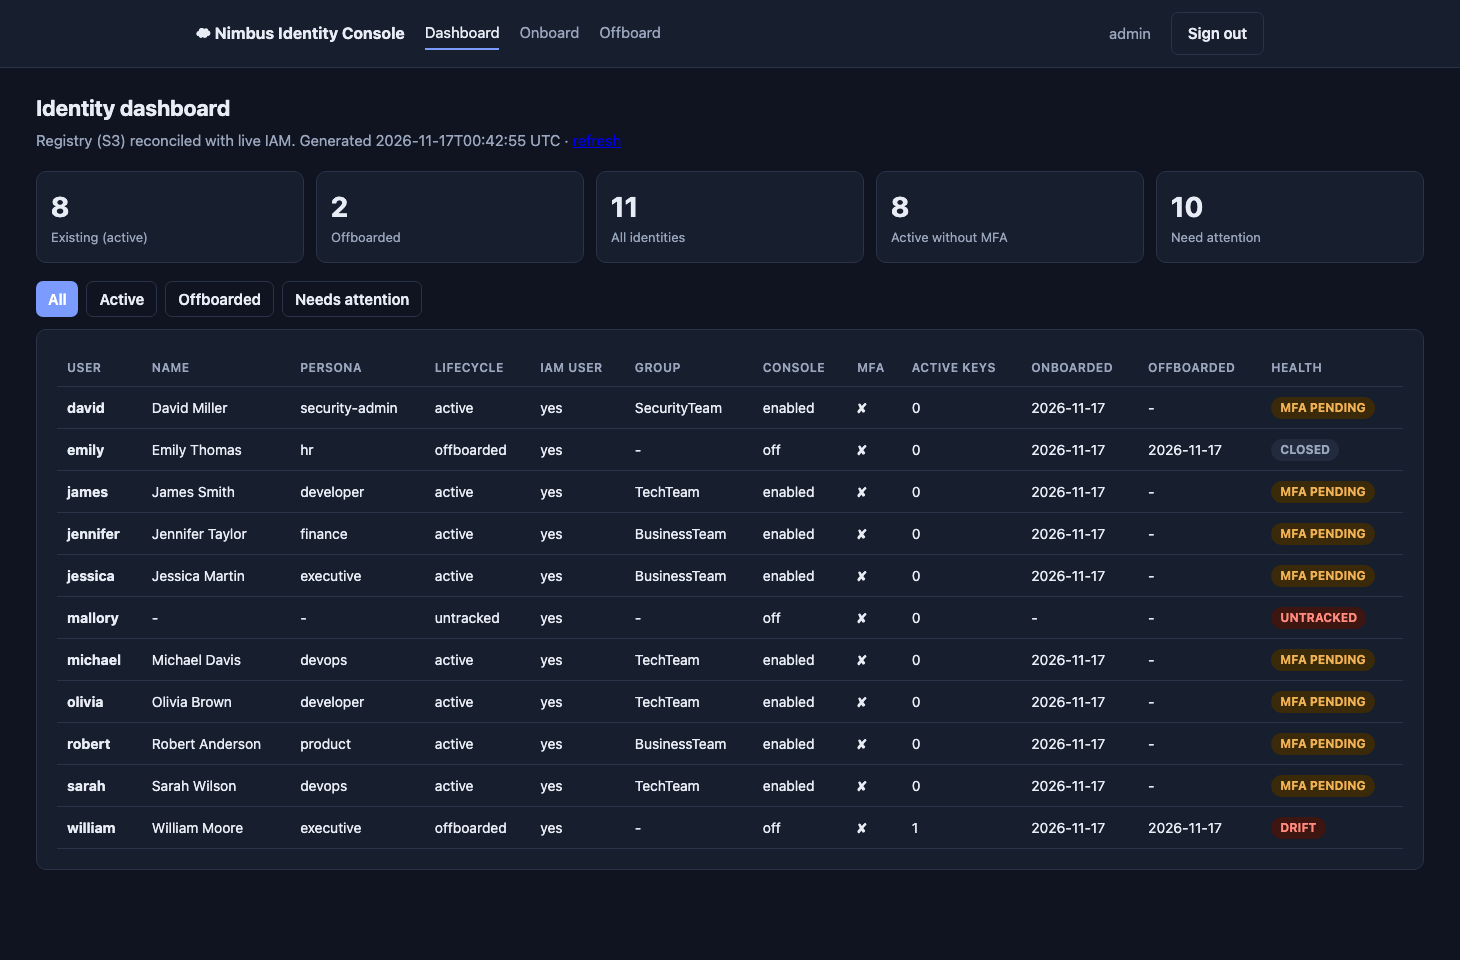 Nimbus Identity Console Dashboard Onboard Offboard admin Sign out
Identity dashboard
Registry (S3) reconciled with live IAM. Generated 2026-11-17T00:42:55 UTC · refresh
8 2 11 8 10
Existing (active) Offboarded All identities Active without MFA Need attention
All Active Offboarded Needs attention
USER NAME PERSONA LIFECYCLE IAM USER GROUP CONSOLE MFA ACTIVE KEYS ONBOARDED OFFBOARDED HEALTH
david David Miller security-admin active yes SecurityTeam enabled ✘ 0 2026-11-17 - MFA PENDING
emily Emily Thomas hr offboarded yes - off ✘ 0 2026-11-17 2026-11-17 CLOSED
james James Smith developer active yes TechTeam enabled ✘ 0 2026-11-17 - MFA PENDING
jennifer Jennifer Taylor finance active yes BusinessTeam enabled ✘ 0 2026-11-17 - MFA PENDING
jessica Jessica Martin executive active yes BusinessTeam enabled ✘ 0 2026-11-17 - MFA PENDING
mallory - - untracked yes - off ✘ 0 - - UNTRACKED
michael Michael Davis devops active yes TechTeam enabled ✘ 0 2026-11-17 - MFA PENDING
olivia Olivia Brown developer active yes TechTeam enabled ✘ 0 2026-11-17 - MFA PENDING
robert Robert Anderson product active yes BusinessTeam enabled ✘ 0 2026-11-17 - MFA PENDING
sarah Sarah Wilson devops active yes TechTeam enabled ✘ 0 2026-11-17 - MFA PENDING
william William Moore executive offboarded yes - off ✘ 1 2026-11-17 2026-11-17 DRIFT